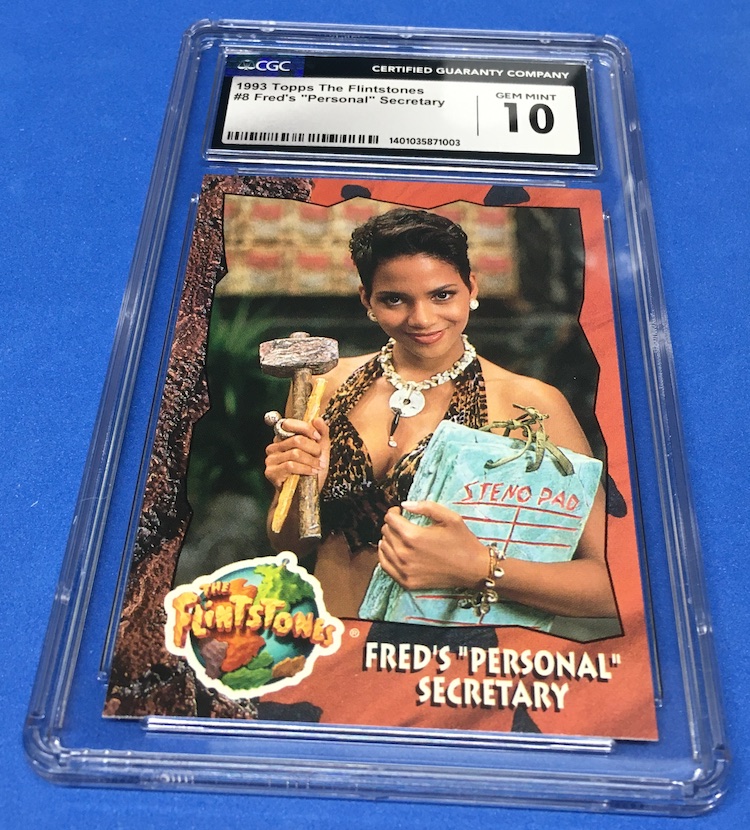 CGC
CERTIFIED GUARANTY COMPANY
1993 Topps The Flintstones
#8 Fred's "Personal" Secretary
GEM MINT
10
1401035871003
STENO PAD
THE
FLINTSTONES
®
FRED'S "PERSONAL"
SECRETARY